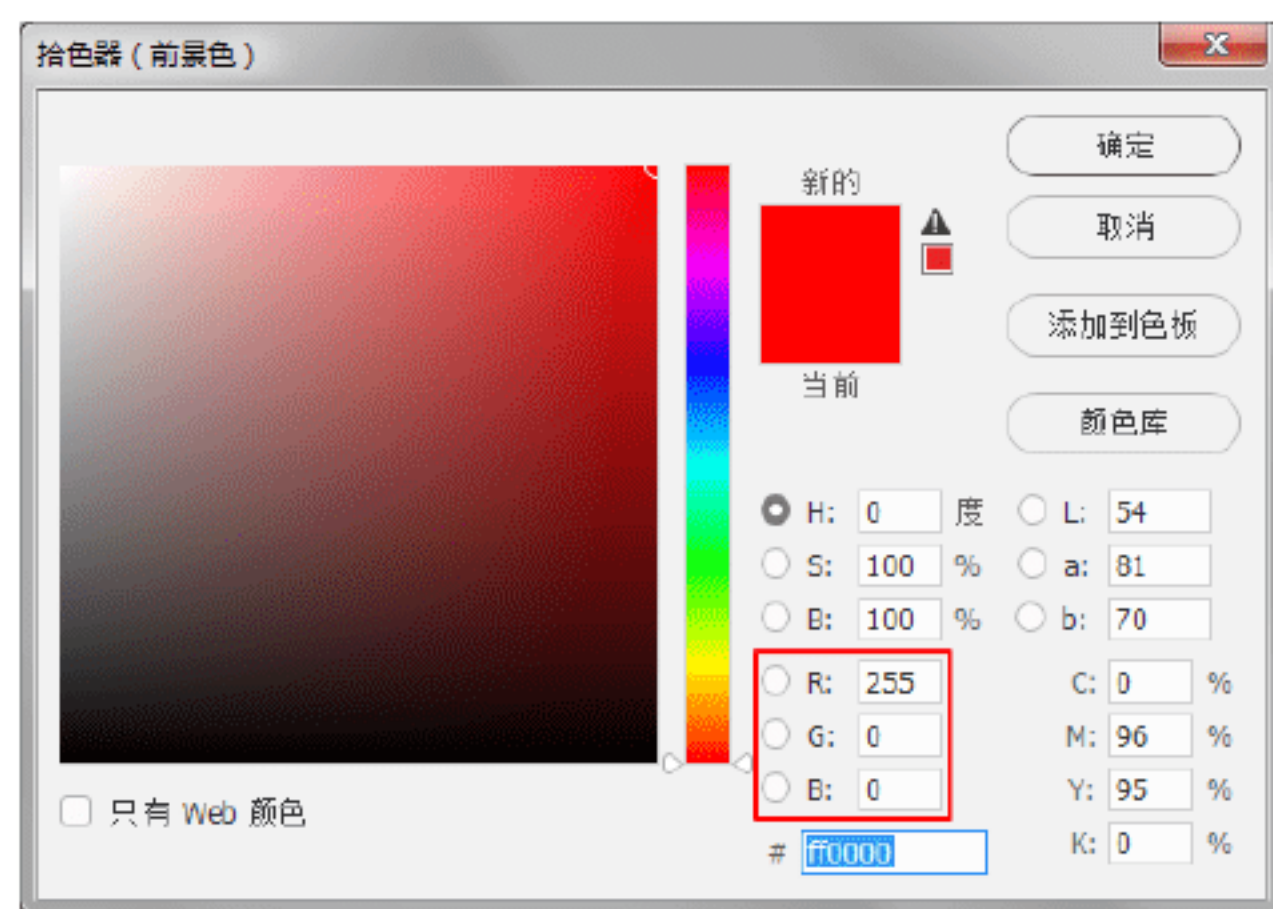 拾色器（前景色）
新的
当前
确定
取消
添加到色板
颜色库
H: 0 度
S: 100 %
B: 100 %
R: 255
G: 0
B: 0
# ff0000
L: 54
a: 81
b: 70
C: 0 %
M: 96 %
Y: 95 %
K: 0 %
只有 Web 颜色